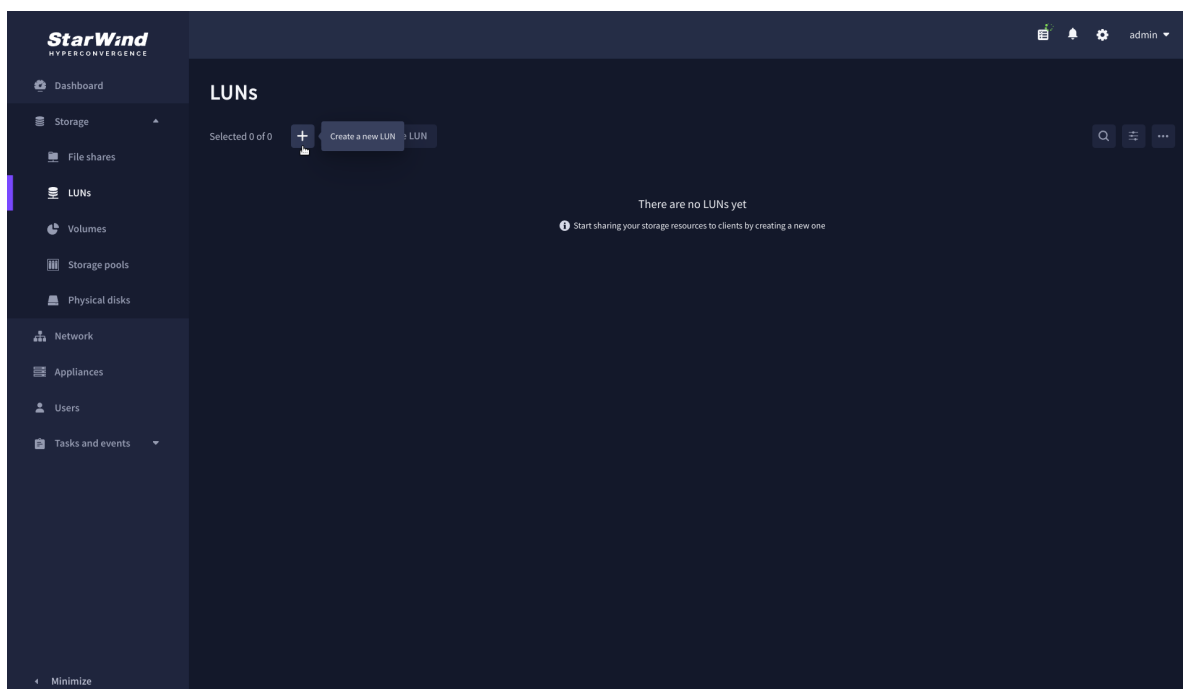 StarWind
HYPERCONVERGENCE
admin
Dashboard
Storage
File shares
LUNs
Volumes
Storage pools
Physical disks
Network
Appliances
Users
Tasks and events
Minimize
LUNs
Selected 0 of 0
Create a new LUN
LUN
There are no LUNs yet
Start sharing your storage resources to clients by creating a new one